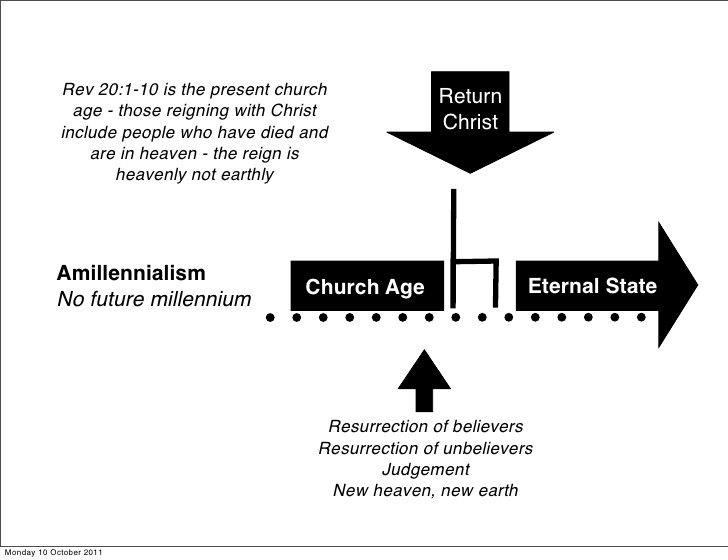 Rev 20:1-10 is the present church
age - those reigning with Christ
include people who have died and
are in heaven - the reign is
heavenly not earthly
Return
Christ
Amillennialism
No future millennium
Church Age
Eternal State
Resurrection of believers
Resurrection of unbelievers
Judgement
New heaven, new earth
Monday 10 October 2011